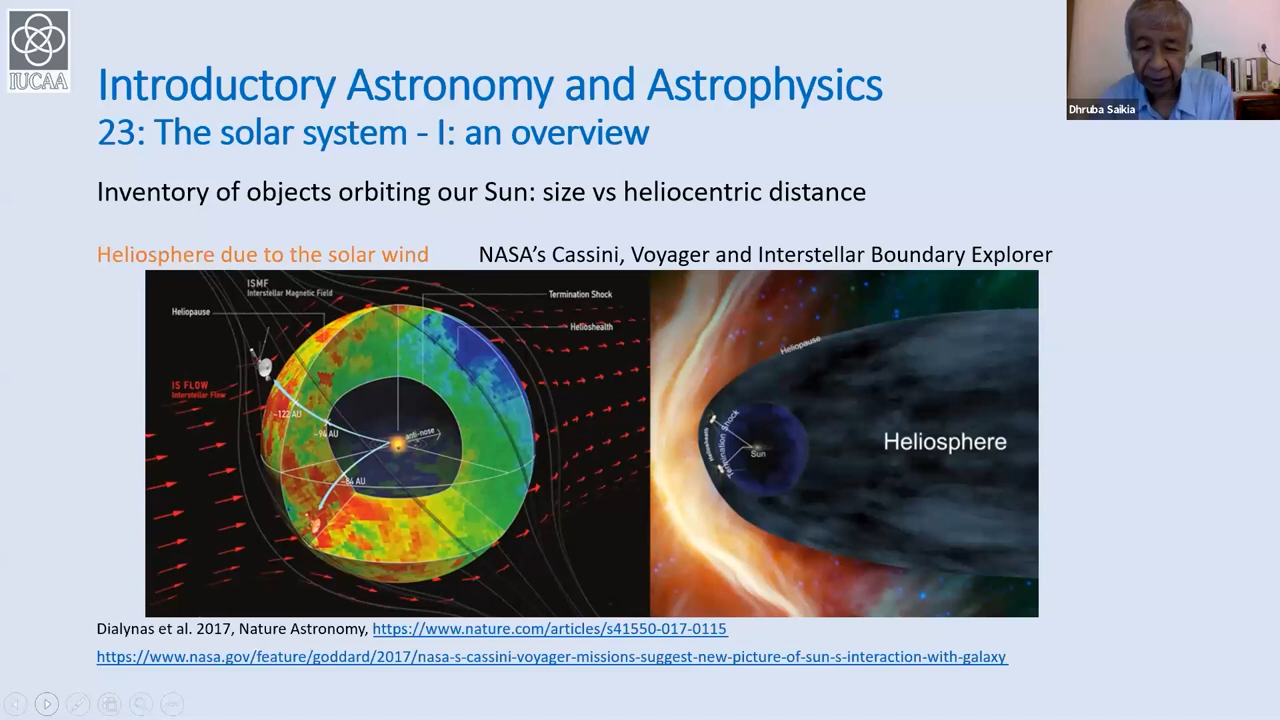 IUCAA
Introductory Astronomy and Astrophysics
23: The solar system - I: an overview
Dhruba Saikia
Inventory of objects orbiting our Sun: size vs heliocentric distance
Heliosphere due to the solar wind
NASA's Cassini, Voyager and Interstellar Boundary Explorer
ISMF
Interstellar Magnetic Field
Termination Shock
Heliopause
Helioshealth
IS FLOW
Interstellar Flow
~122 AU
~94 AU
anti-nose
~84 AU
Heliopause
Heliosheath
Termination Shock
Sun
Heliosphere
Dialynas et al. 2017, Nature Astronomy, https://www.nature.com/articles/s41550-017-0115
https://www.nasa.gov/feature/goddard/2017/nasa-s-cassini-voyager-missions-suggest-new-picture-of-sun-s-interaction-with-galaxy